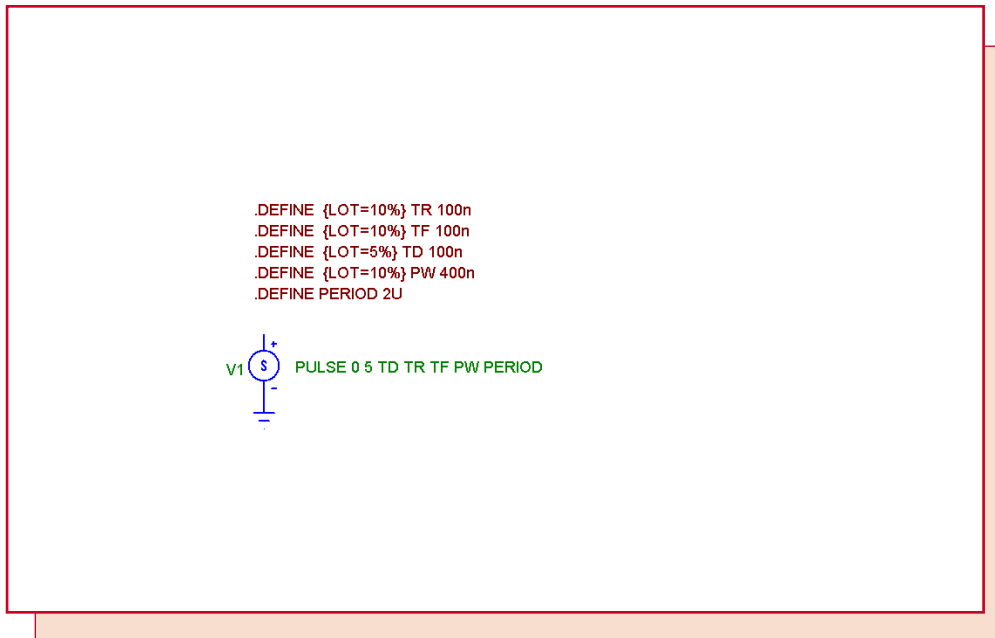 .DEFINE {LOT=10%} TR 100n
.DEFINE {LOT=10%} TF 100n
.DEFINE {LOT=5%} TD 100n
.DEFINE {LOT=10%} PW 400n
.DEFINE PERIOD 2U
+
V1 S PULSE 0 5 TD TR TF PW PERIOD
-